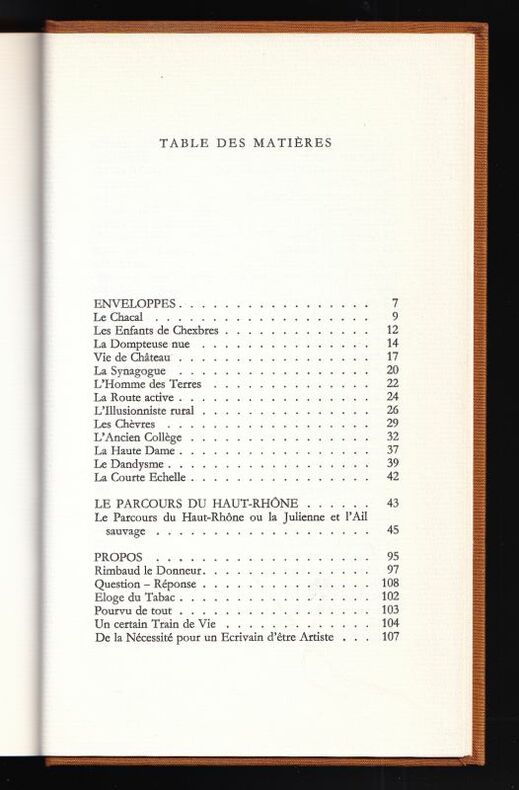 TABLE DES MATIÈRES
ENVELOPPES . . . . . . . . . . . . . . . . . 7
Le Chacal . . . . . . . . . . . . . . . . . . 9
Les Enfants de Chexbres . . . . . . . . . . . . . 12
La Dompteuse nue . . . . . . . . . . . . . . . 14
Vie de Château . . . . . . . . . . . . . . . . . 17
La Synagogue . . . . . . . . . . . . . . . . . 20
L'Homme des Terres . . . . . . . . . . . . . . 22
La Route active . . . . . . . . . . . . . . . . . 24
L'Illusionniste rural . . . . . . . . . . . . . . . 26
Les Chèvres . . . . . . . . . . . . . . . . . . 29
L'Ancien Collège . . . . . . . . . . . . . . . . 32
La Haute Dame . . . . . . . . . . . . . . . . . 37
Le Dandysme . . . . . . . . . . . . . . . . . . 39
La Courte Echelle . . . . . . . . . . . . . . . . 42
LE PARCOURS DU HAUT-RHÔNE . . . . . . 43
Le Parcours du Haut-Rhône ou la Julienne et l'Ail
sauvage . . . . . . . . . . . . . . . . . . 45
PROPOS . . . . . . . . . . . . . . . . . . . 95
Rimbaud le Donneur . . . . . . . . . . . . . . . 97
Question – Réponse . . . . . . . . . . . . . . . 108
Eloge du Tabac . . . . . . . . . . . . . . . . . 102
Pourvu de tout . . . . . . . . . . . . . . . . . 103
Un certain Train de Vie . . . . . . . . . . . . . 104
De la Nécessité pour un Ecrivain d'être Artiste . . . 107